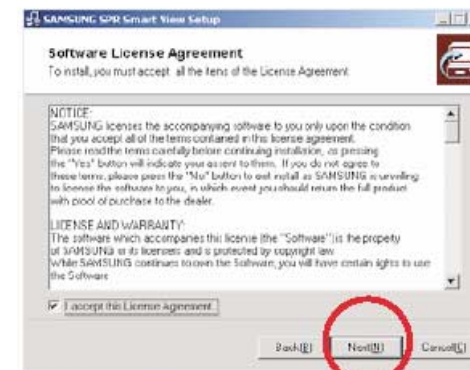 SAMSUNG SPR Smart View Setup
Software License Agreement
To install, you must accept all the items of the License Agreement
NOTICE:
SAMSUNG licenses the accompanying software to you only upon the condition
that you accept all of the terms contained in this license agreement.
Please read the terms carefully before continuing installation, as pressing
the "Yes" button will indicate your assent to them. If you do not agree to
these terms, please press the "No" button to exit install as SAMSUNG is unwilling
to license the software to you, in which event you should return the full product
with proof of purchase to the dealer.
LICENSE AND WARRANTY:
The software which accompanies this license (the "Software") is the property
of SAMSUNG or its licensers and is protected by copyright law
While SAMSUNG continues to own the Software, you will have certain rights to use
the Software
I accept this License Agreement.
Back(B) Next(N) Cancel(C)